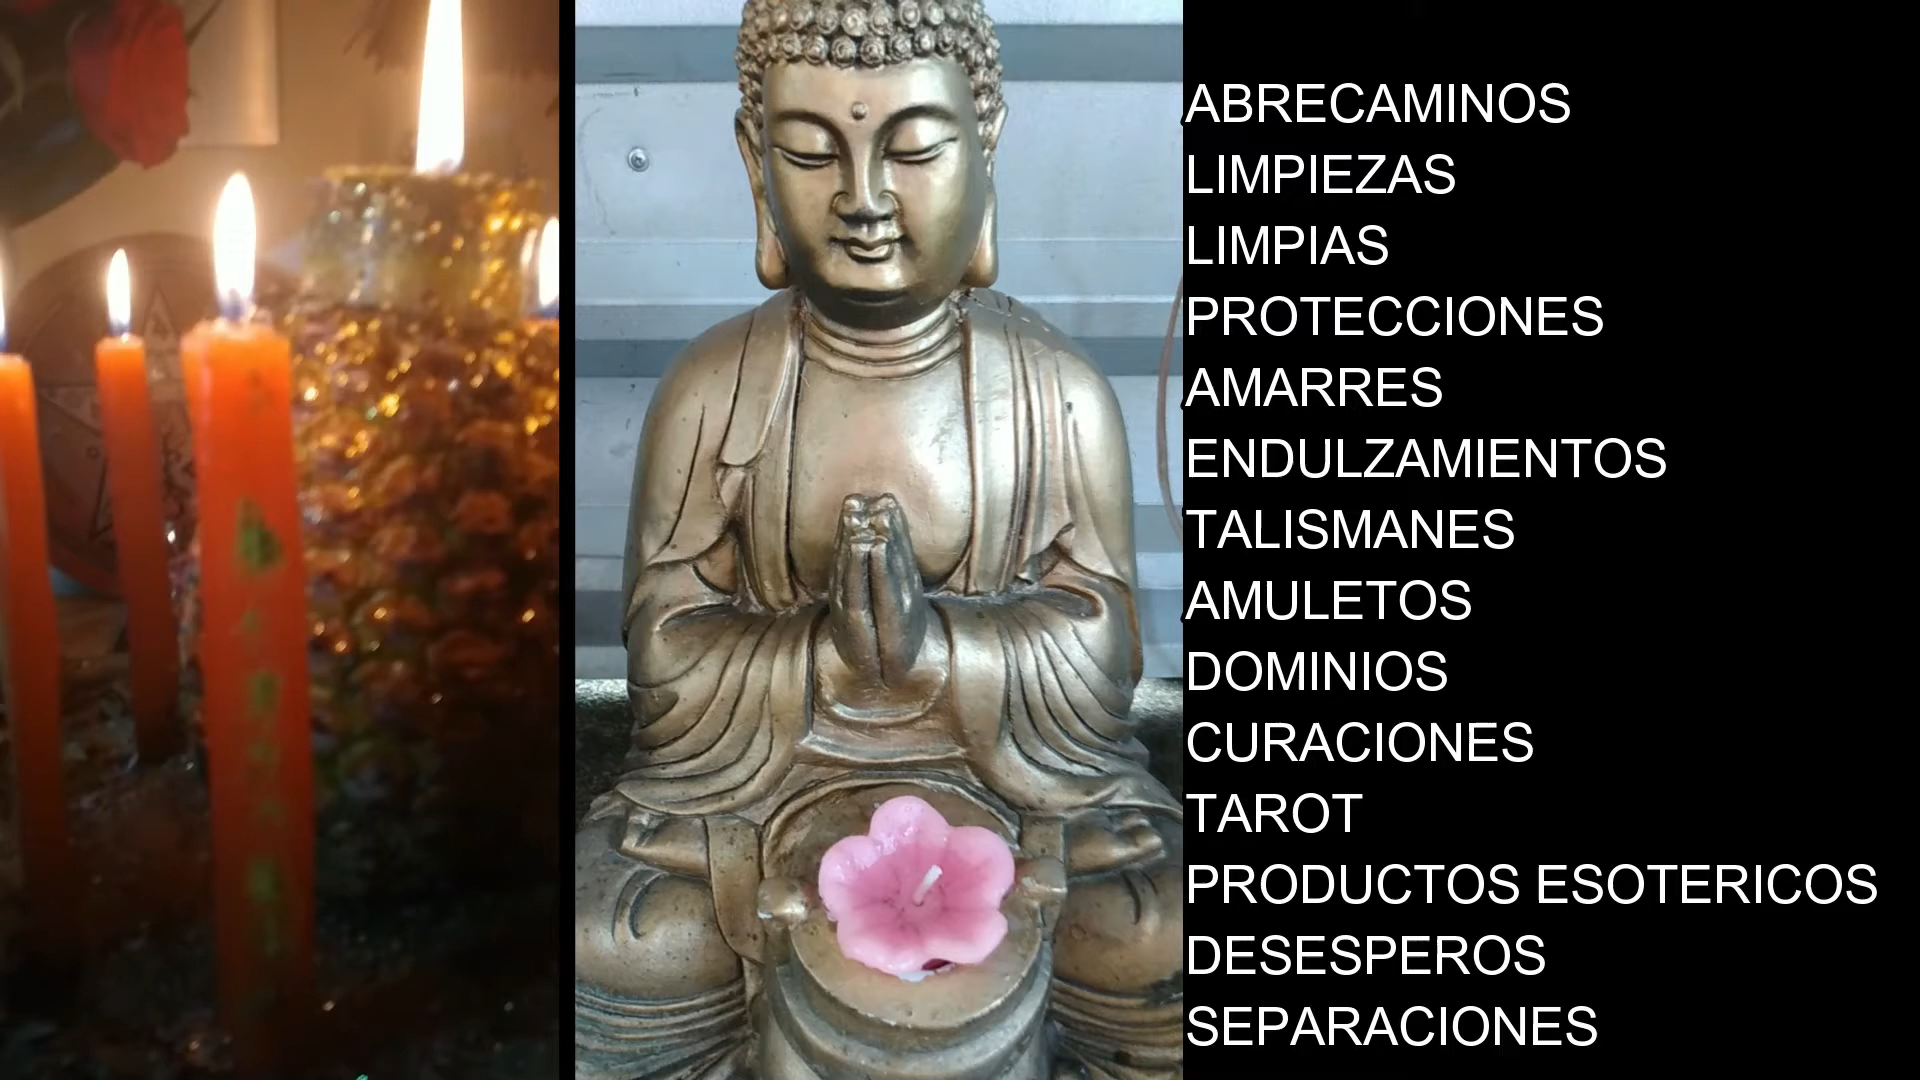 ABRECAMINOS
LIMPIEZAS
LIMPIAS
PROTECCIONES
AMARRES
ENDULZAMIENTOS
TALISMANES
AMULETOS
DOMINIOS
CURACIONES
TAROT
PRODUCTOS ESOTERICOS
DESESPEROS
SEPARACIONES